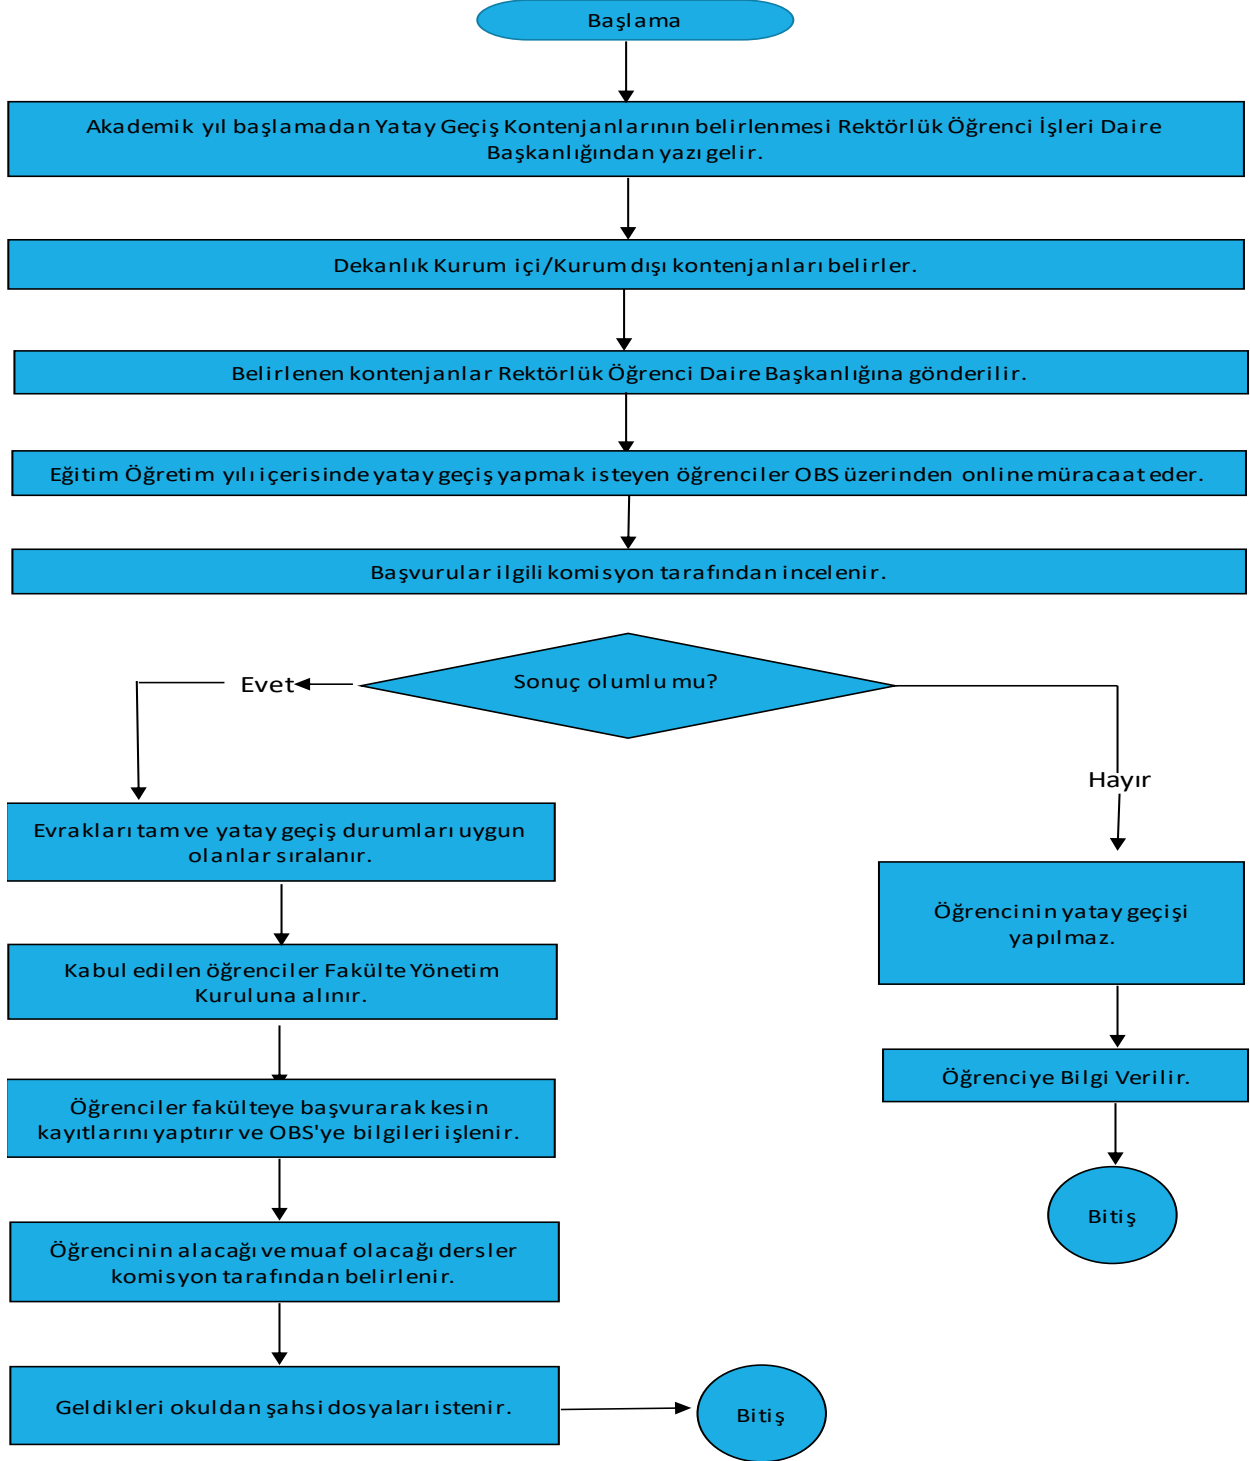 Başlama
Akademik yıl başlamadan Yatay Geçiş Kontenjanlarının belirlenmesi Rektörlük Öğrenci İşleri Daire
Başkanlığından yazı gelir.
Dekanlık Kurum içi/Kurum dışı kontenjanları belirler.
Belirlenen kontenjanlar Rektörlük Öğrenci Daire Başkanlığına gönderilir.
Eğitim Öğretim yılı içerisinde yatay geçiş yapmak isteyen öğrenciler OBS üzerinden online müracaat eder.
Başvurular ilgili komisyon tarafından incelenir.
Sonuç olumlu mu?
Evet
Hayır
Evrakları tam ve yatay geçiş durumları uygun
olanlar sıralanır.
Kabul edilen öğrenciler Fakülte Yönetim
Kuruluna alınır.
Öğrenciler fakülteye başvurarak kesin
kayıtlarını yaptırır ve OBS'ye bilgileri işlenir.
Öğrencinin alacağı ve muaf olacağı dersler
komisyon tarafından belirlenir.
Geldikleri okuldan şahsi dosyaları istenir.
Bitiş
Öğrencinin yatay geçişi
yapılmaz.
Öğrenciye Bilgi Verilir.
Bitiş